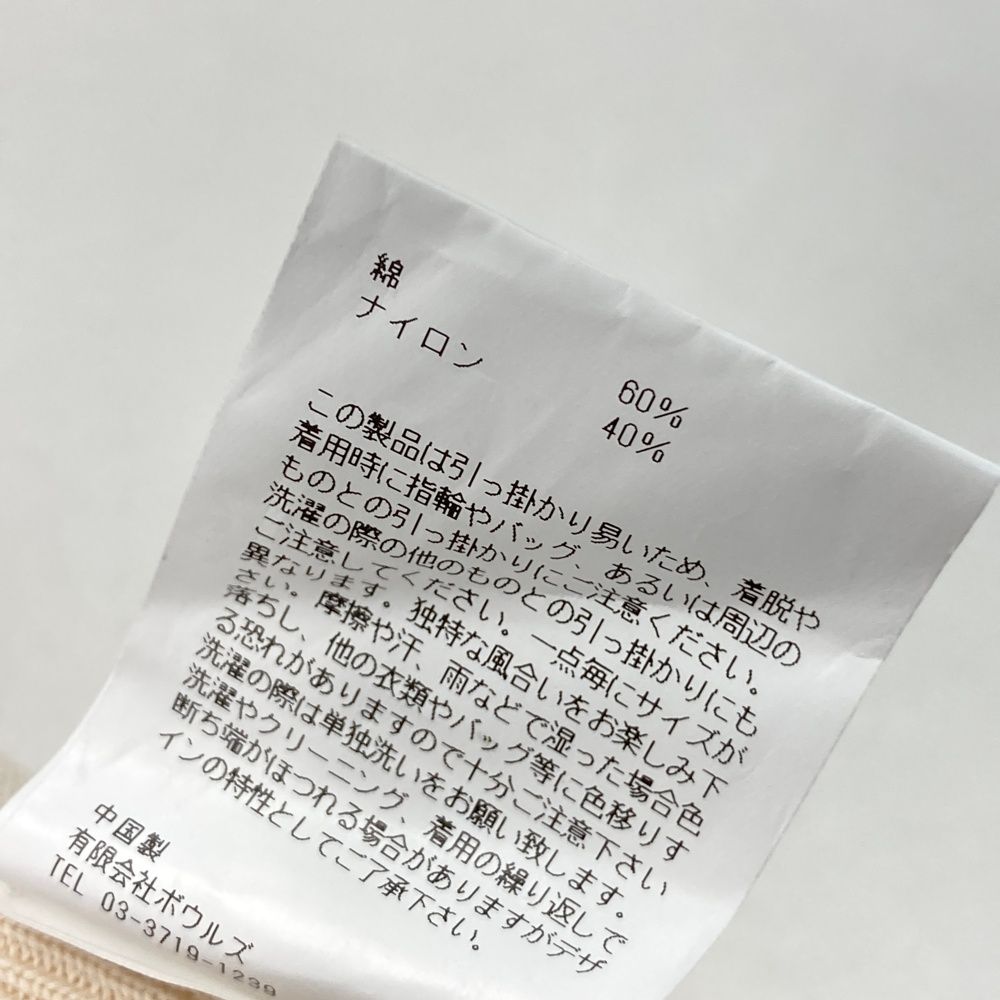 綿 60%
ナイロン 40%
この製品は引っ掛かり易いため、着脱や
着用時に指輪やバッグ、あるいは周辺の
ものとの引っ掛かりにご注意ください。
洗濯の際の他のものとの引っ掛かりにも
ご注意してください。一点毎にサイズが
異なります。独特な風合いをお楽しみ下
さい。摩擦や汗、雨などで湿った場合色
落ちし、他の衣類やバッグ等に色移りす
る恐れがありますので十分ご注意下さい
洗濯の際は単独洗いをお願い致します。
洗濯やクリーニング、着用の繰り返しで
断ち端がほつれる場合がありますがデザ
インの特性としてご了承下さい。
中国製
有限会社ボウルズ
TEL 03-3719-1239